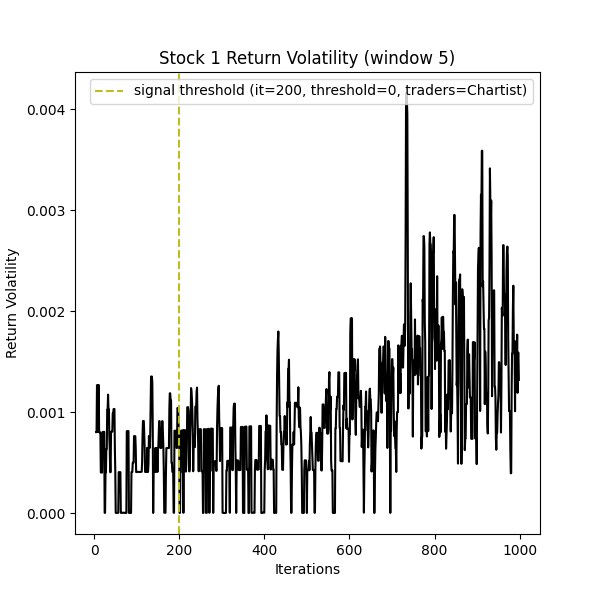 Stock 1 Return Volatility (window 5)
signal threshold (it=200, threshold=0, traders=Chartist)
0.004
0.003
0.002
0.001
0.000
Return Volatility
0 200 400 600 800 1000
Iterations